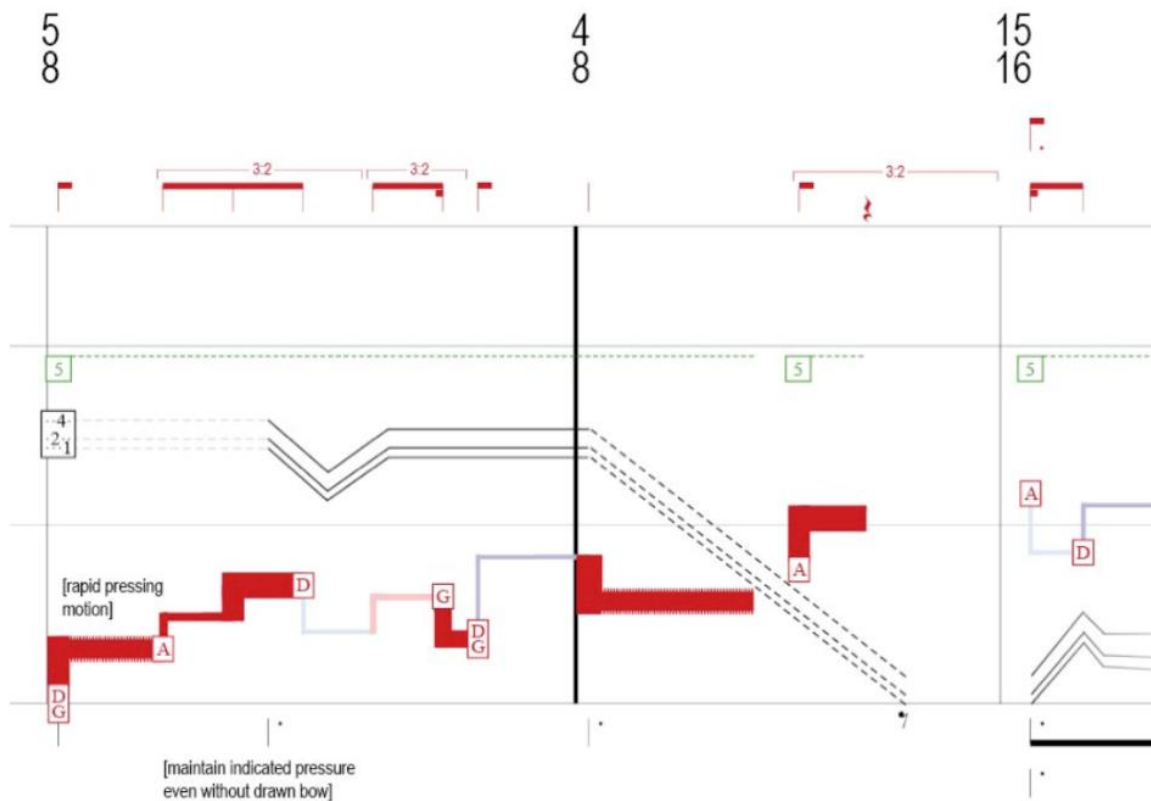 5 4 15
8 8 16
3:2 3:2 3:2
5 5 5
4
2 1
A
[rapid pressing
motion]
D G A
D
A D
G
A
D
G
[maintain indicated pressure
even without drawn bow]